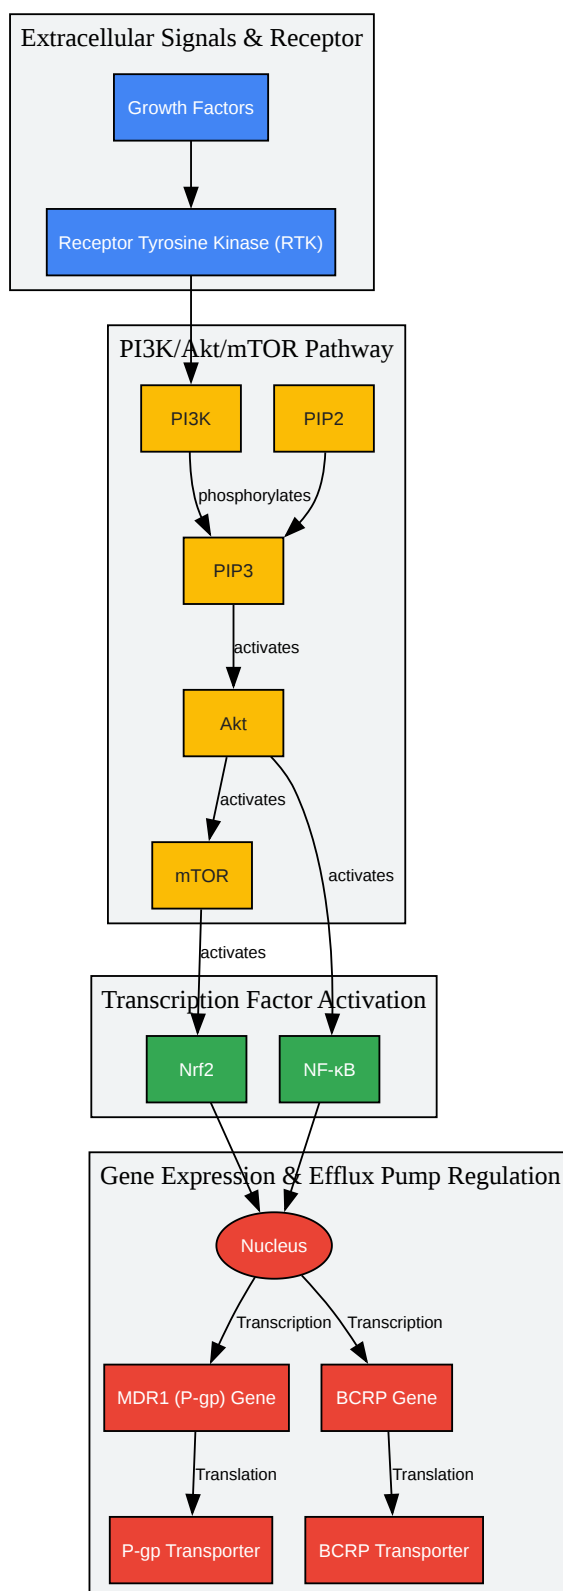 Extracellular Signals & Receptor
Growth Factors
Receptor Tyrosine Kinase (RTK)
PI3K/Akt/mTOR Pathway
PI3K
PIP2
phosphorylates
PIP3
activates
Akt
activates
activates
mTOR
activates
Transcription Factor Activation
Nrf2
NF-κB
Gene Expression & Efflux Pump Regulation
Nucleus
Transcription
Transcription
MDR1 (P-gp) Gene
BCRP Gene
Translation
Translation
P-gp Transporter
BCRP Transporter